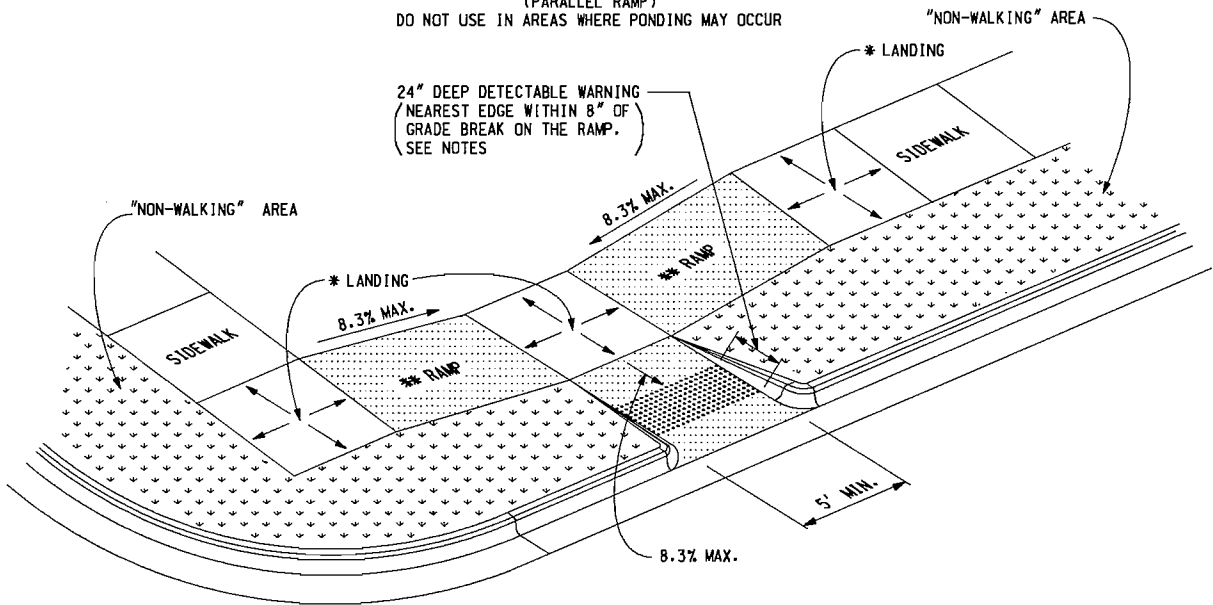 (PARALLEL RAMP)
DO NOT USE IN AREAS WHERE PONDING MAY OCCUR
"NON-WALKING" AREA
* LANDING
24" DEEP DETECTABLE WARNING
(NEAREST EDGE WITHIN 8" OF
GRADE BREAK ON THE RAMP.
SEE NOTES)
SIDEWALK
8.3% MAX.
"NON-WALKING" AREA
** RAMP
* LANDING
8.3% MAX.
SIDEWALK
** RAMP
5' MIN.
8.3% MAX.